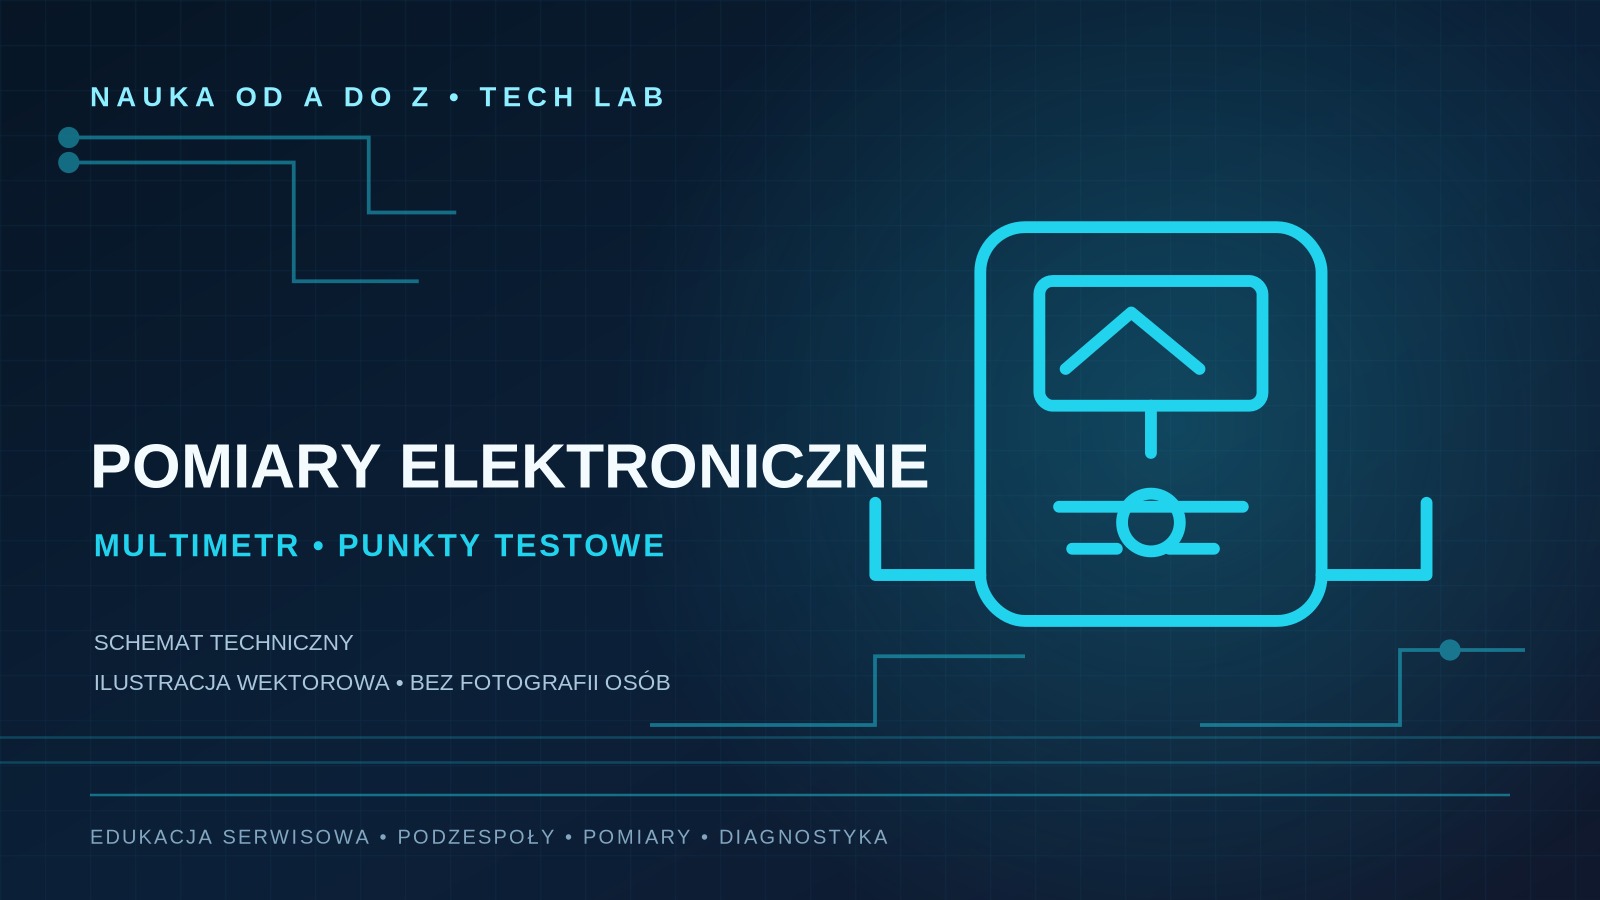 NAUKA OD A DO Z • TECH LAB
POMIARY ELEKTRONICZNE
MULTIMETR • PUNKTY TESTOWE
SCHEMAT TECHNICZNY
ILUSTRACJA WEKTOROWA • BEZ FOTOGRAFII OSÓB
EDUKACJA SERWISOWA • PODZESPOŁY • POMIARY • DIAGNOSTYKA